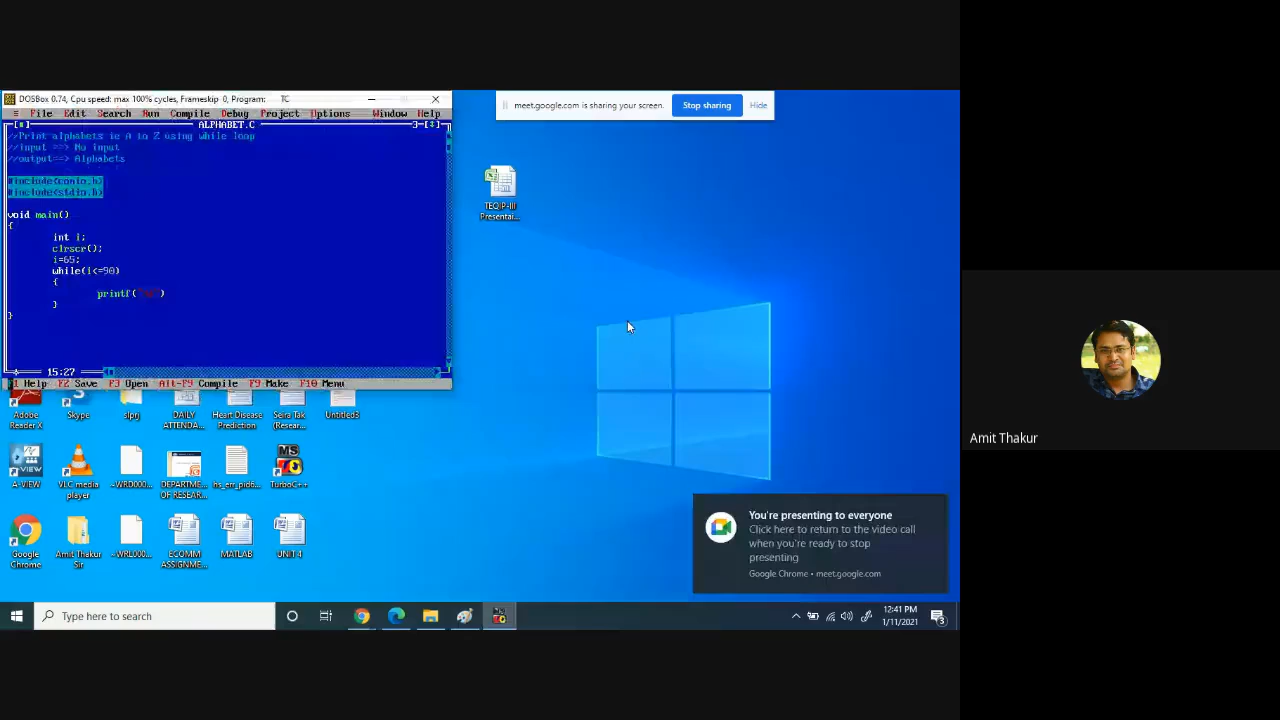 DOSBox 0.74, Cpu speed: max 100% cycles, Frameskip 0, Program: TC
≡ File Edit Search Run Compile Debug Project Options Window Help
ALPHABET.C 3
//Print alphabets ie A to Z using while loop
//input ==> No input
//output==> Alphabets
#include(conio.h)
#include(stdio.h)
void main()
{
int i;
clrscr();
i=65;
while(i<=90)
{
printf("
")
}
}
15:27
F1 Help F2 Save F3 Open Alt-F9 Compile F9 Make F10 Menu
meet.google.com is sharing your screen. Stop sharing Hide
TEQIP-III
Presentai...
Adobe
Reader X
Skype
slprj
DAILY
ATTENDA...
Heart Disease
Prediction
Seira Tak
(Resear...
Untitled3
A-VIEW
VLC media
player
~WRD000...
DEPARTME...
OF RESEAR...
hs_err_pid6...
TurboC++
Google
Chrome
Amit Thakur
Sir
~WRL000...
ECOMM
ASSIGNME...
MATLAB
UNIT 4
You're presenting to everyone
Click here to return to the video call
when you're ready to stop
presenting
Google Chrome • meet.google.com
Type here to search
12:41 PM
1/11/2021
3
Amit Thakur